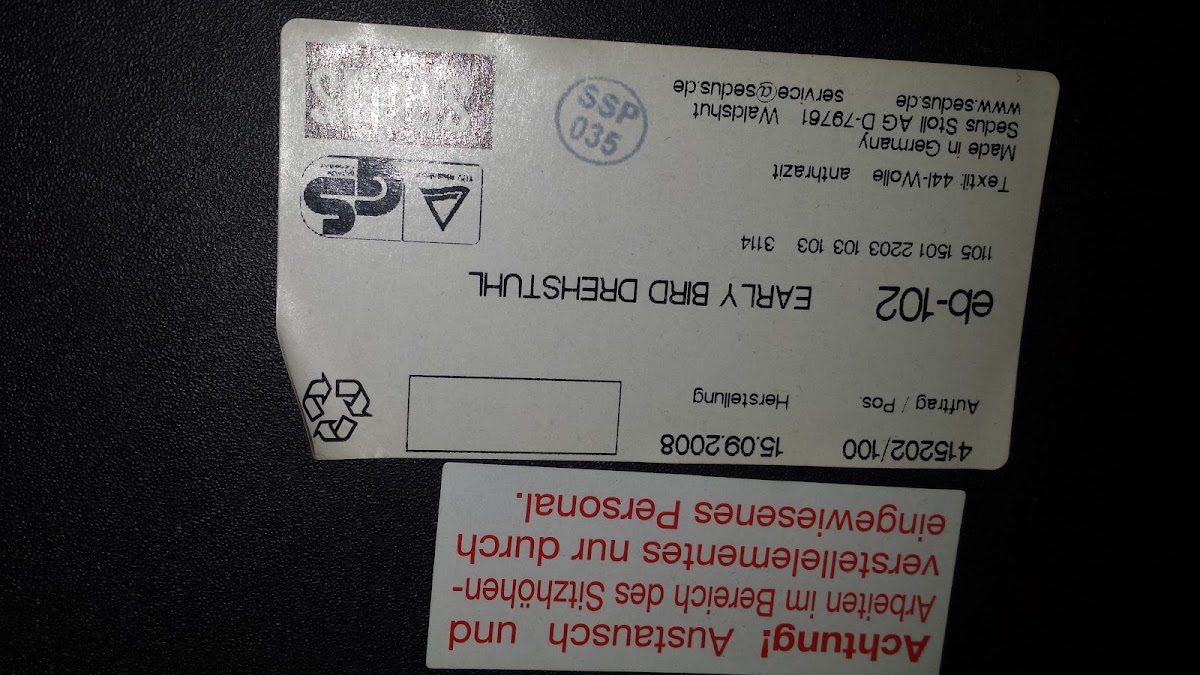 Achtung! Austausch und
Arbeiten im Bereich des Sitzhöhen-
verstellelementes nur durch
eingewiesenes Personal.
415202/100 15.09.2008
Auftrag / Pos. Herstellung
eb-102 EARLY BIRD DREHSTUHL
1105 1501 2203 103 103 3114
Textil: 44I-Wolle anthrazit
Made in Germany
Sedus Stoll AG D-79761 Waldshut
www.sedus.de service@sedus.de
SSP
035
sedus
GS